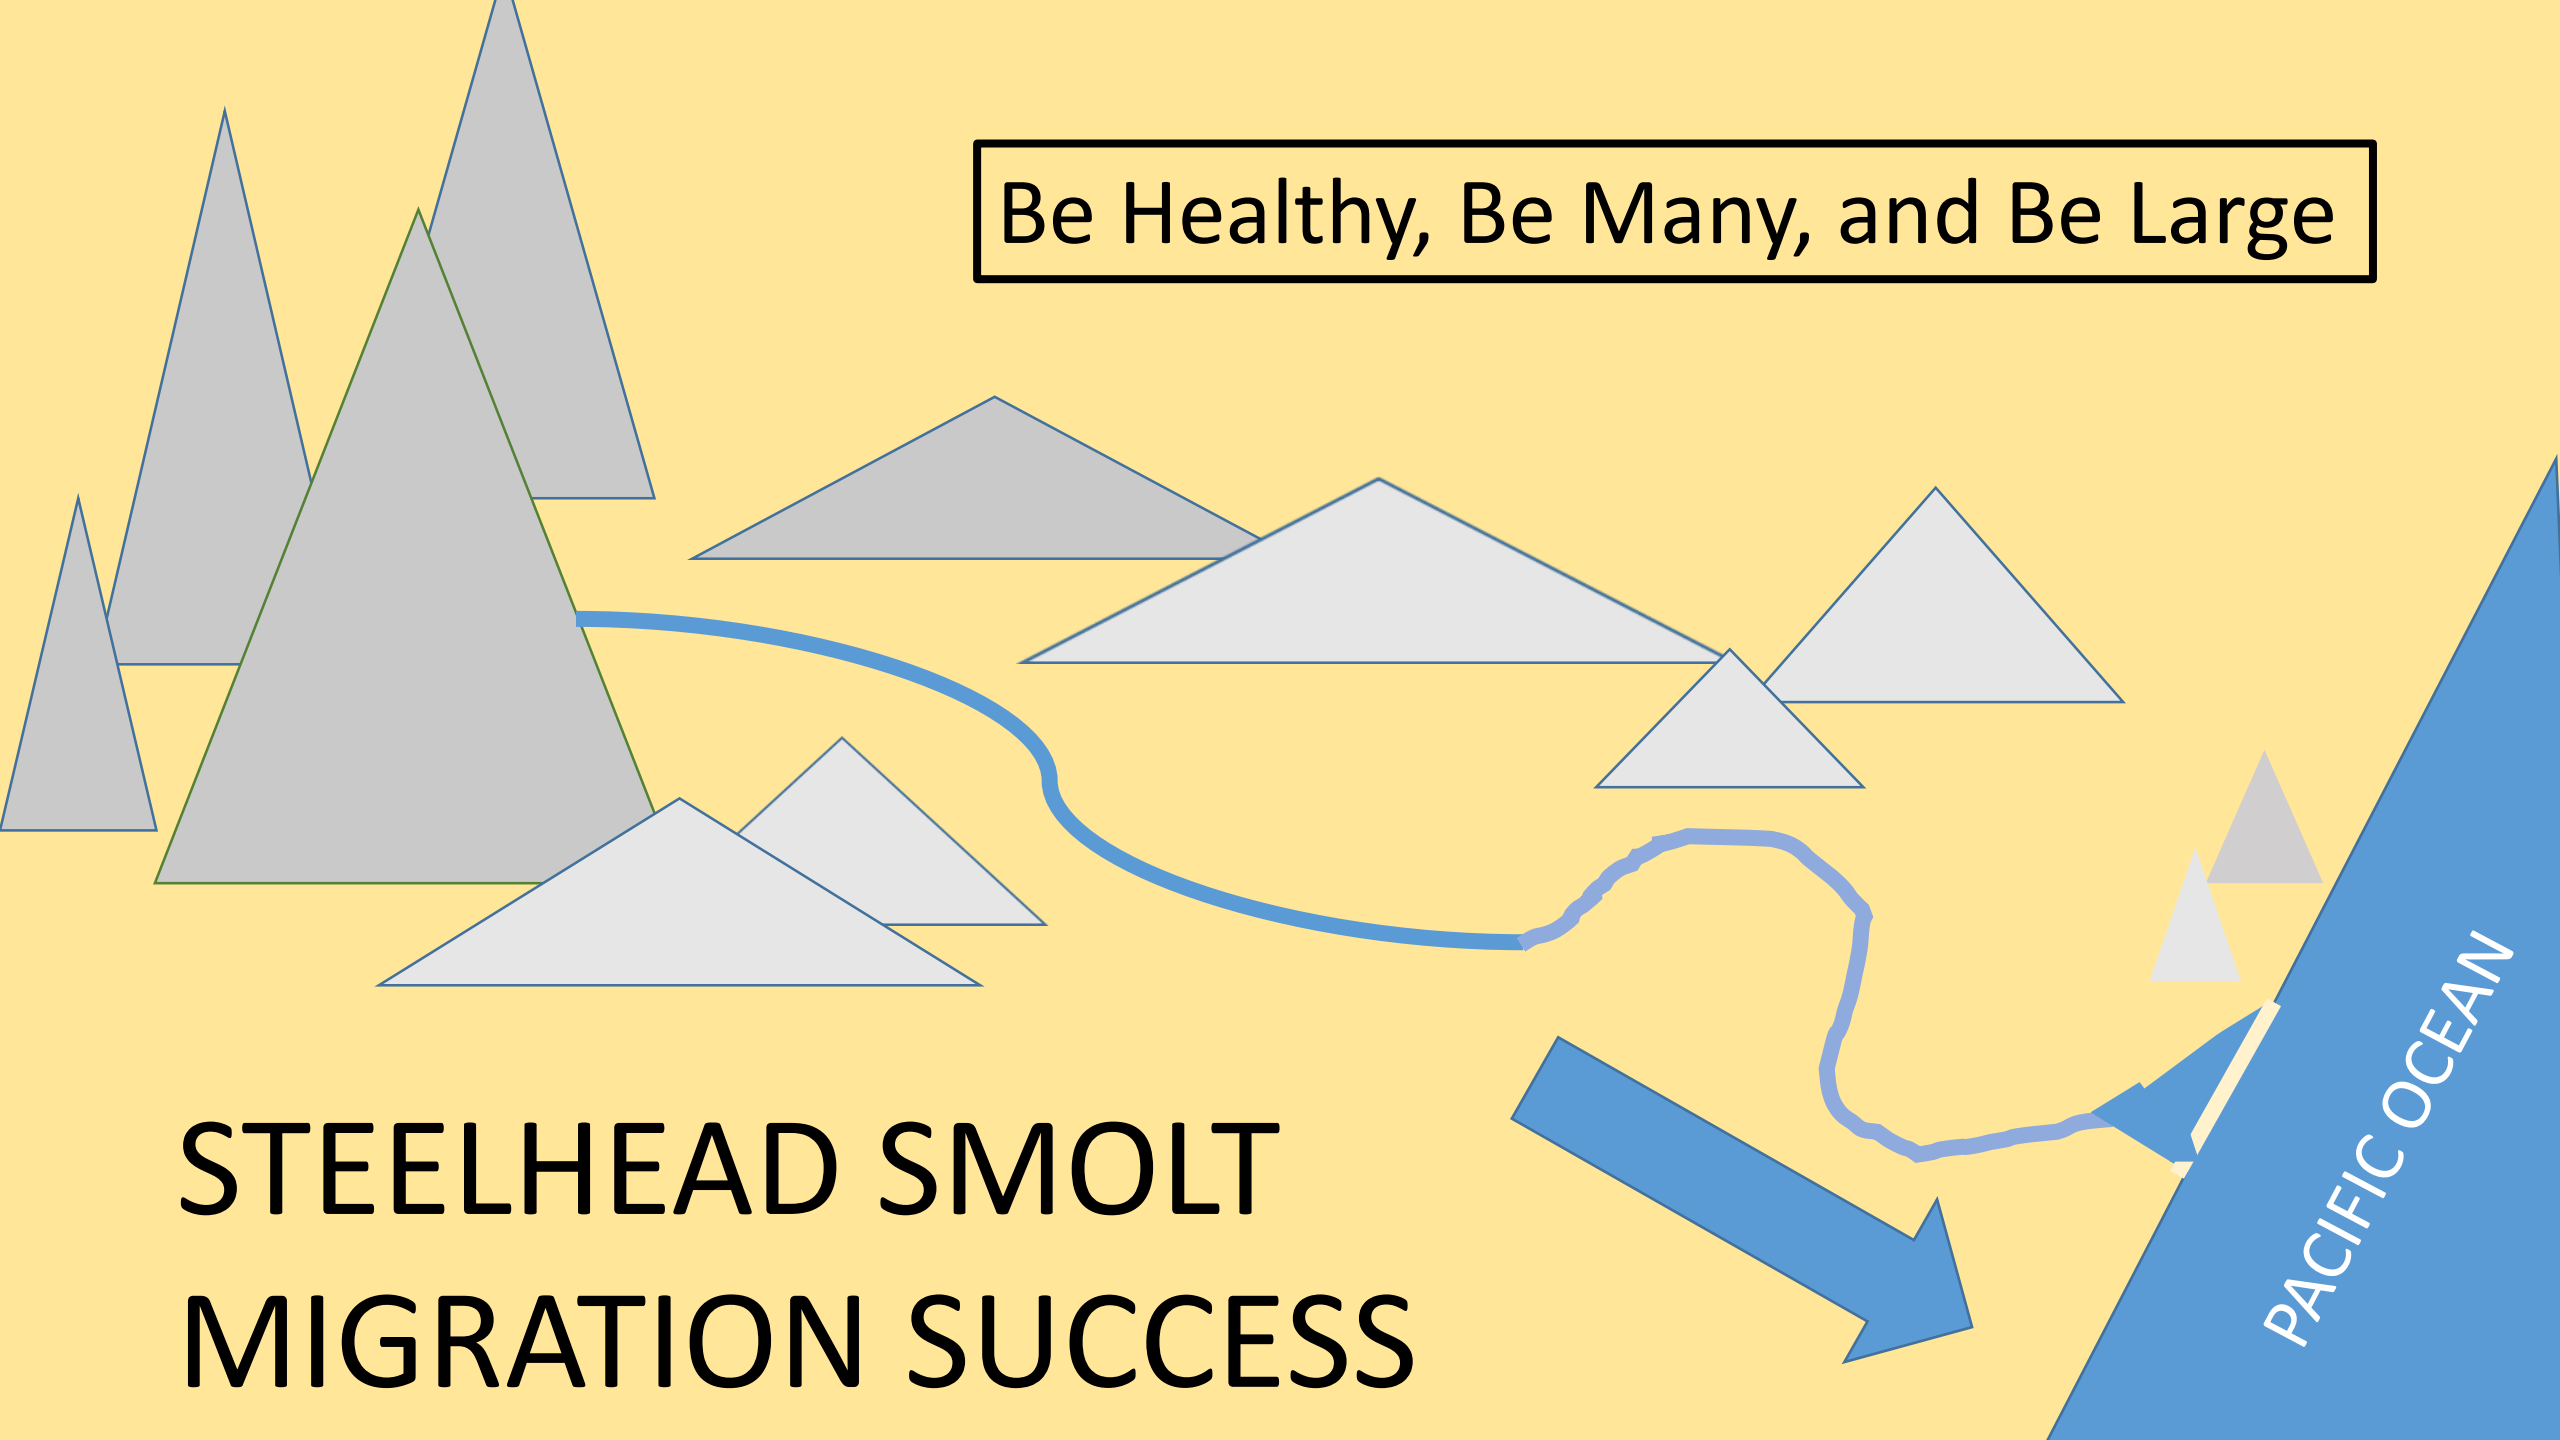 Be Healthy, Be Many, and Be Large
PACIFIC OCEAN
STEELHEAD SMOLT
MIGRATION SUCCESS